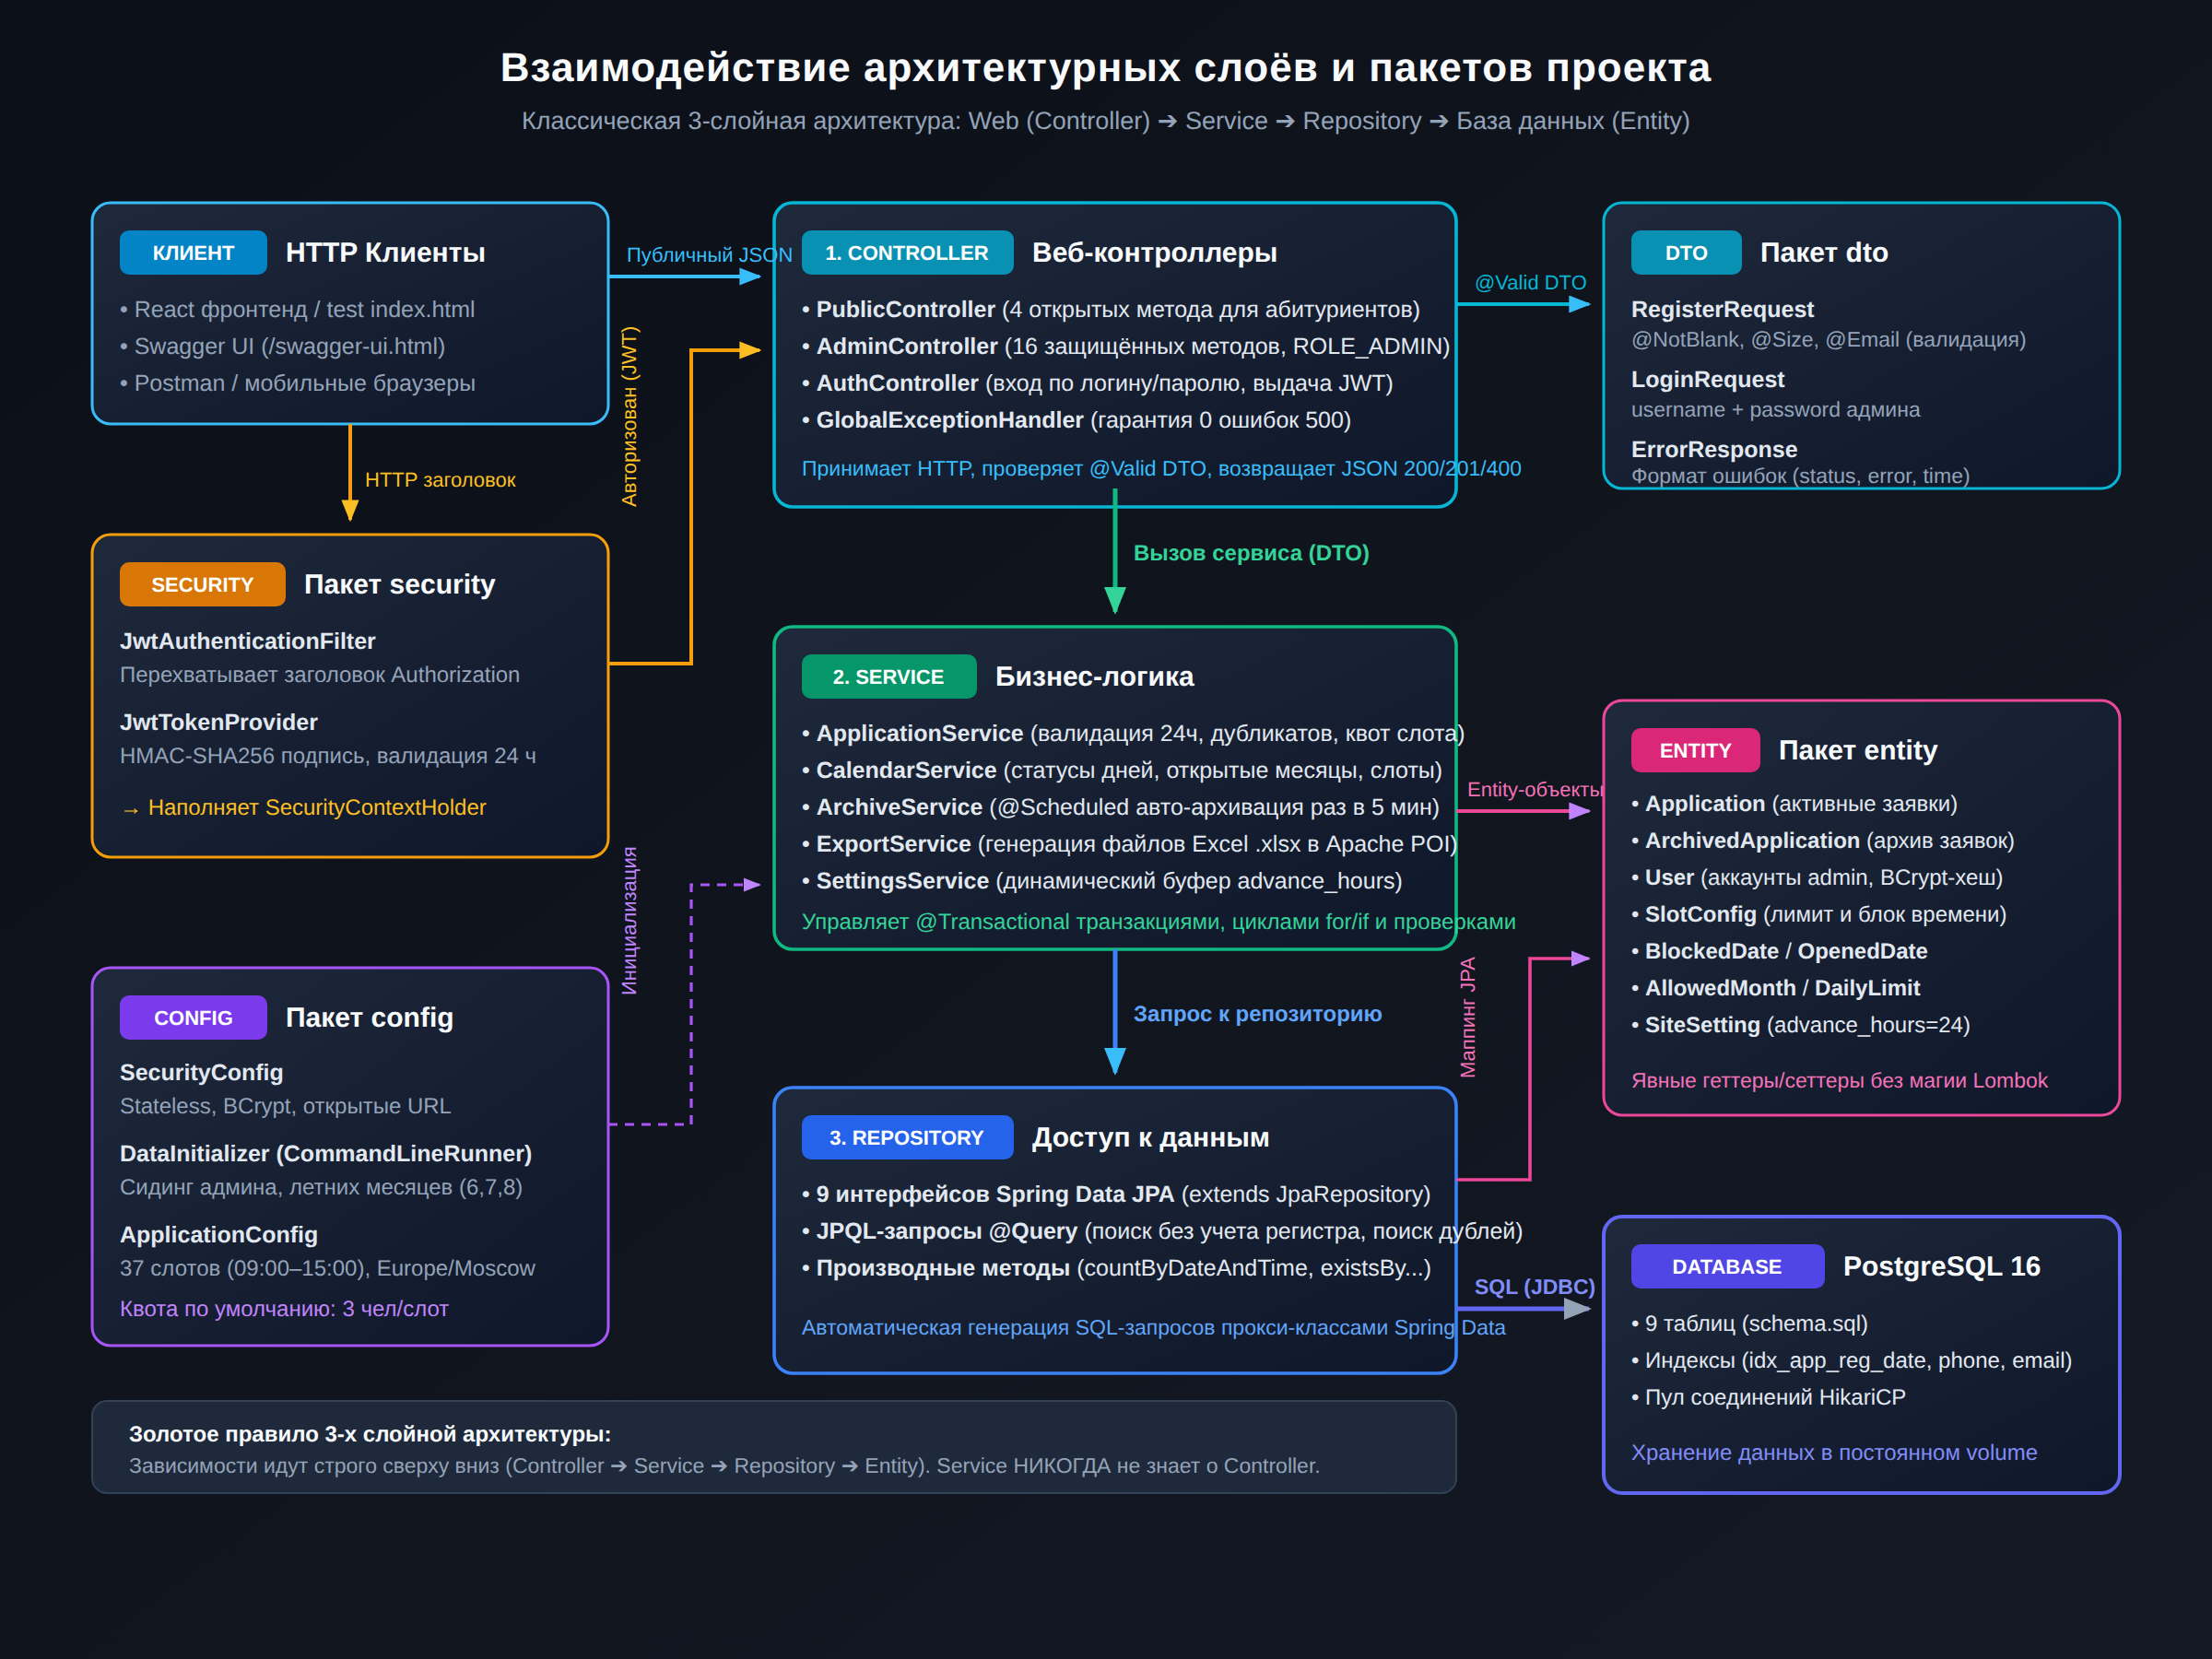 Взаимодействие архитектурных слоёв и пакетов проекта
Классическая 3-слойная архитектура: Web (Controller) ➔ Service ➔ Repository ➔ База данных (Entity)
КЛИЕНТ
HTTP Клиенты
• React фронтенд / test index.html
• Swagger UI (/swagger-ui.html)
• Postman / мобильные браузеры
Публичный JSON
HTTP заголовок
Авторизован (JWT)
1. CONTROLLER
Веб-контроллеры
• PublicController (4 открытых метода для абитуриентов)
• AdminController (16 защищённых методов, ROLE_ADMIN)
• AuthController (вход по логину/паролю, выдача JWT)
• GlobalExceptionHandler (гарантия 0 ошибок 500)
Принимает HTTP, проверяет @Valid DTO, возвращает JSON 200/201/400
@Valid DTO
DTO
Пакет dto
RegisterRequest
@NotBlank, @Size, @Email (валидация)
LoginRequest
username + password админа
ErrorResponse
Формат ошибок (status, error, time)
Вызов сервиса (DTO)
SECURITY
Пакет security
JwtAuthenticationFilter
Перехватывает заголовок Authorization
JwtTokenProvider
HMAC-SHA256 подпись, валидация 24 ч
→ Наполняет SecurityContextHolder
2. SERVICE
Бизнес-логика
• ApplicationService (валидация 24ч, дубликатов, квот слота)
• CalendarService (статусы дней, открытые месяцы, слоты)
• ArchiveService (@Scheduled авто-архивация раз в 5 мин)
• ExportService (генерация файлов Excel .xlsx в Apache POI)
• SettingsService (динамический буфер advance_hours)
Управляет @Transactional транзакциями, циклами for/if и проверками
Entity-объекты
ENTITY
Пакет entity
• Application (активные заявки)
• ArchivedApplication (архив заявок)
• User (аккаунты admin, BCrypt-хеш)
• SlotConfig (лимит и блок времени)
• BlockedDate / OpenedDate
• AllowedMonth / DailyLimit
• SiteSetting (advance_hours=24)
Явные геттеры/сеттеры без магии Lombok
Инициализация
Запрос к репозиторию
Маппинг JPA
CONFIG
Пакет config
SecurityConfig
Stateless, BCrypt, открытые URL
DataInitializer (CommandLineRunner)
Сидинг админа, летних месяцев (6,7,8)
ApplicationConfig
37 слотов (09:00–15:00), Europe/Moscow
Квота по умолчанию: 3 чел/слот
3. REPOSITORY
Доступ к данным
• 9 интерфейсов Spring Data JPA (extends JpaRepository)
• JPQL-запросы @Query (поиск без учета регистра, поиск дублей)
• Производные методы (countByDateAndTime, existsBy...)
Автоматическая генерация SQL-запросов прокси-классами Spring Data
SQL (JDBC)
DATABASE
PostgreSQL 16
• 9 таблиц (schema.sql)
• Индексы (idx_app_reg_date, phone, email)
• Пул соединений HikariCP
Хранение данных в постоянном volume
Золотое правило 3-х слойной архитектуры:
Зависимости идут строго сверху вниз (Controller ➔ Service ➔ Repository ➔ Entity). Service НИКОГДА не знает о Controller.